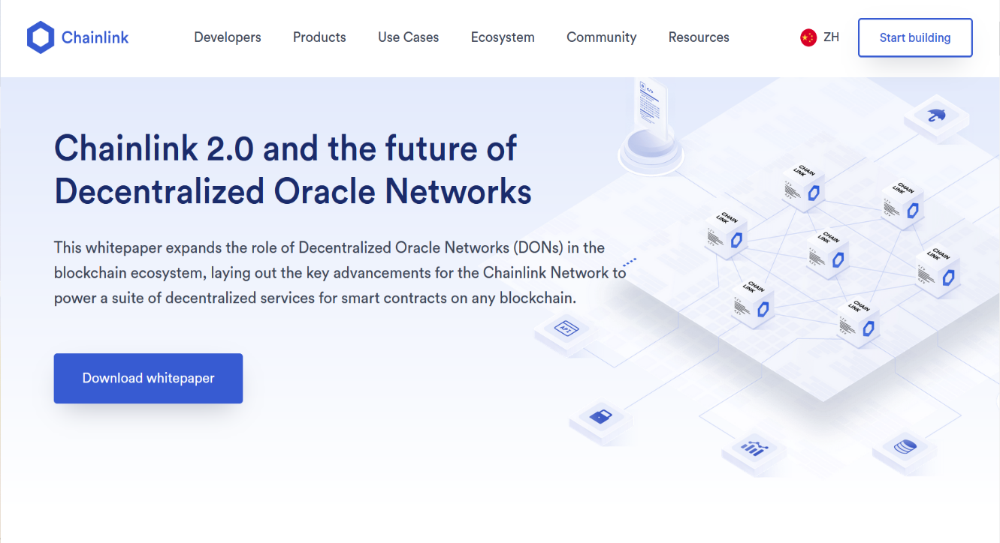 Chainlink
Developers
Products
Use Cases
Ecosystem
Community
Resources
ZH
Start building
Chainlink 2.0 and the future of
Decentralized Oracle Networks
This whitepaper expands the role of Decentralized Oracle Networks (DONs) in the
blockchain ecosystem, laying out the key advancements for the Chainlink Network to
power a suite of decentralized services for smart contracts on any blockchain.
Download whitepaper
CHAIN
LINK
CHAIN
LINK
CHAIN
LINK
CHAIN
LINK
CHAIN
LINK
CHAIN
LINK
CHAIN
LINK
API